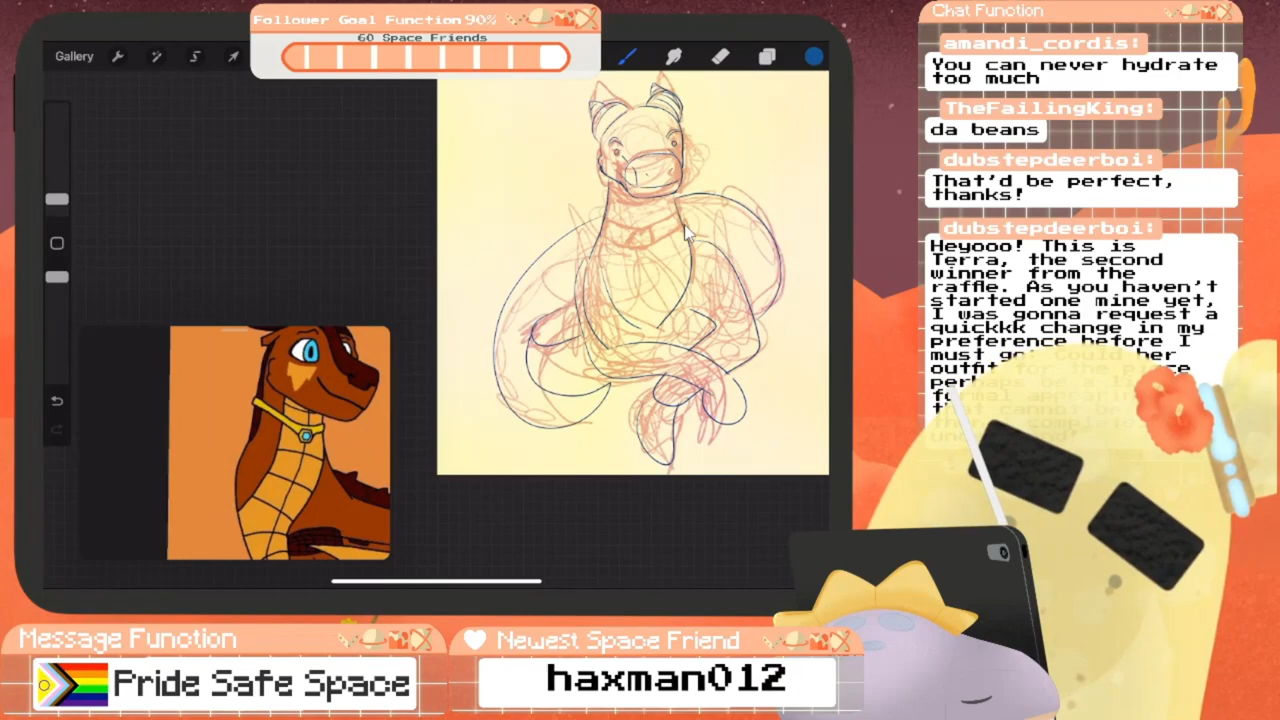 Follower Goal Function 90%
60 Space Friends
Gallery
Chat Function
amandi_cordis:
You can never hydrate
too much
TheFailingKing:
da beans
dubstepdeerboi:
That'd be perfect,
thanks!
dubstepdeerboi:
Heyooo! This is
Terra, the second
winner from the
raffle. As you haven't
started one mine yet,
I was gonna request a
quickkk change in my
preference before I
must go!
outfit
Message Function
Pride Safe Space
Newest Space Friend
haxman012